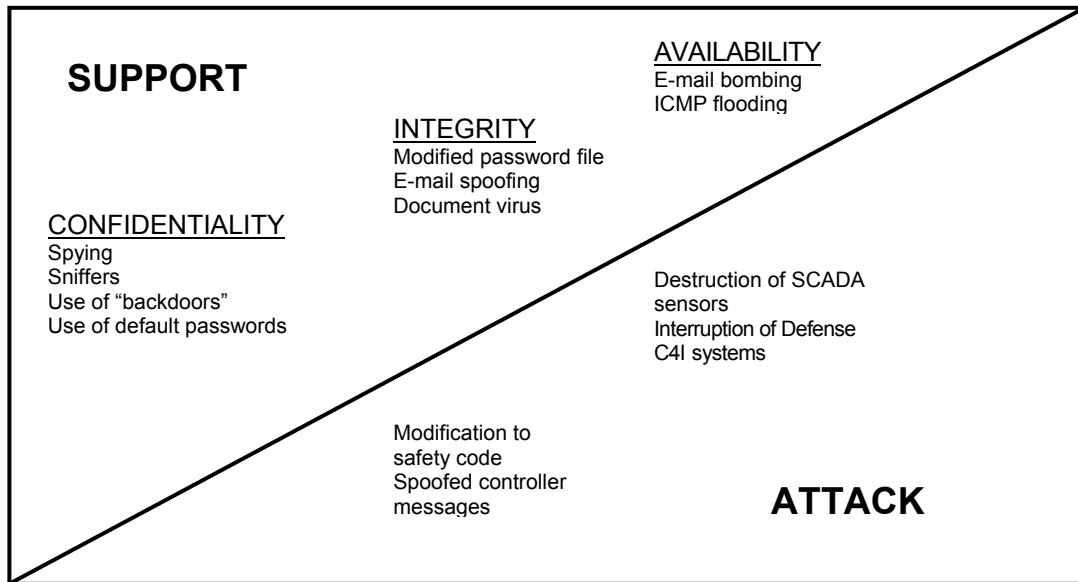 SUPPORT
CONFIDENTIALITY
Spying
Sniffers
Use of “backdoors”
Use of default passwords
INTEGRITY
Modified password file
E-mail spoofing
Document virus
AVAILABILITY
E-mail bombing
ICMP flooding
Modification to
safety code
Spoofed controller
messages
Destruction of SCADA
sensors
Interruption of Defense
C4I systems
ATTACK